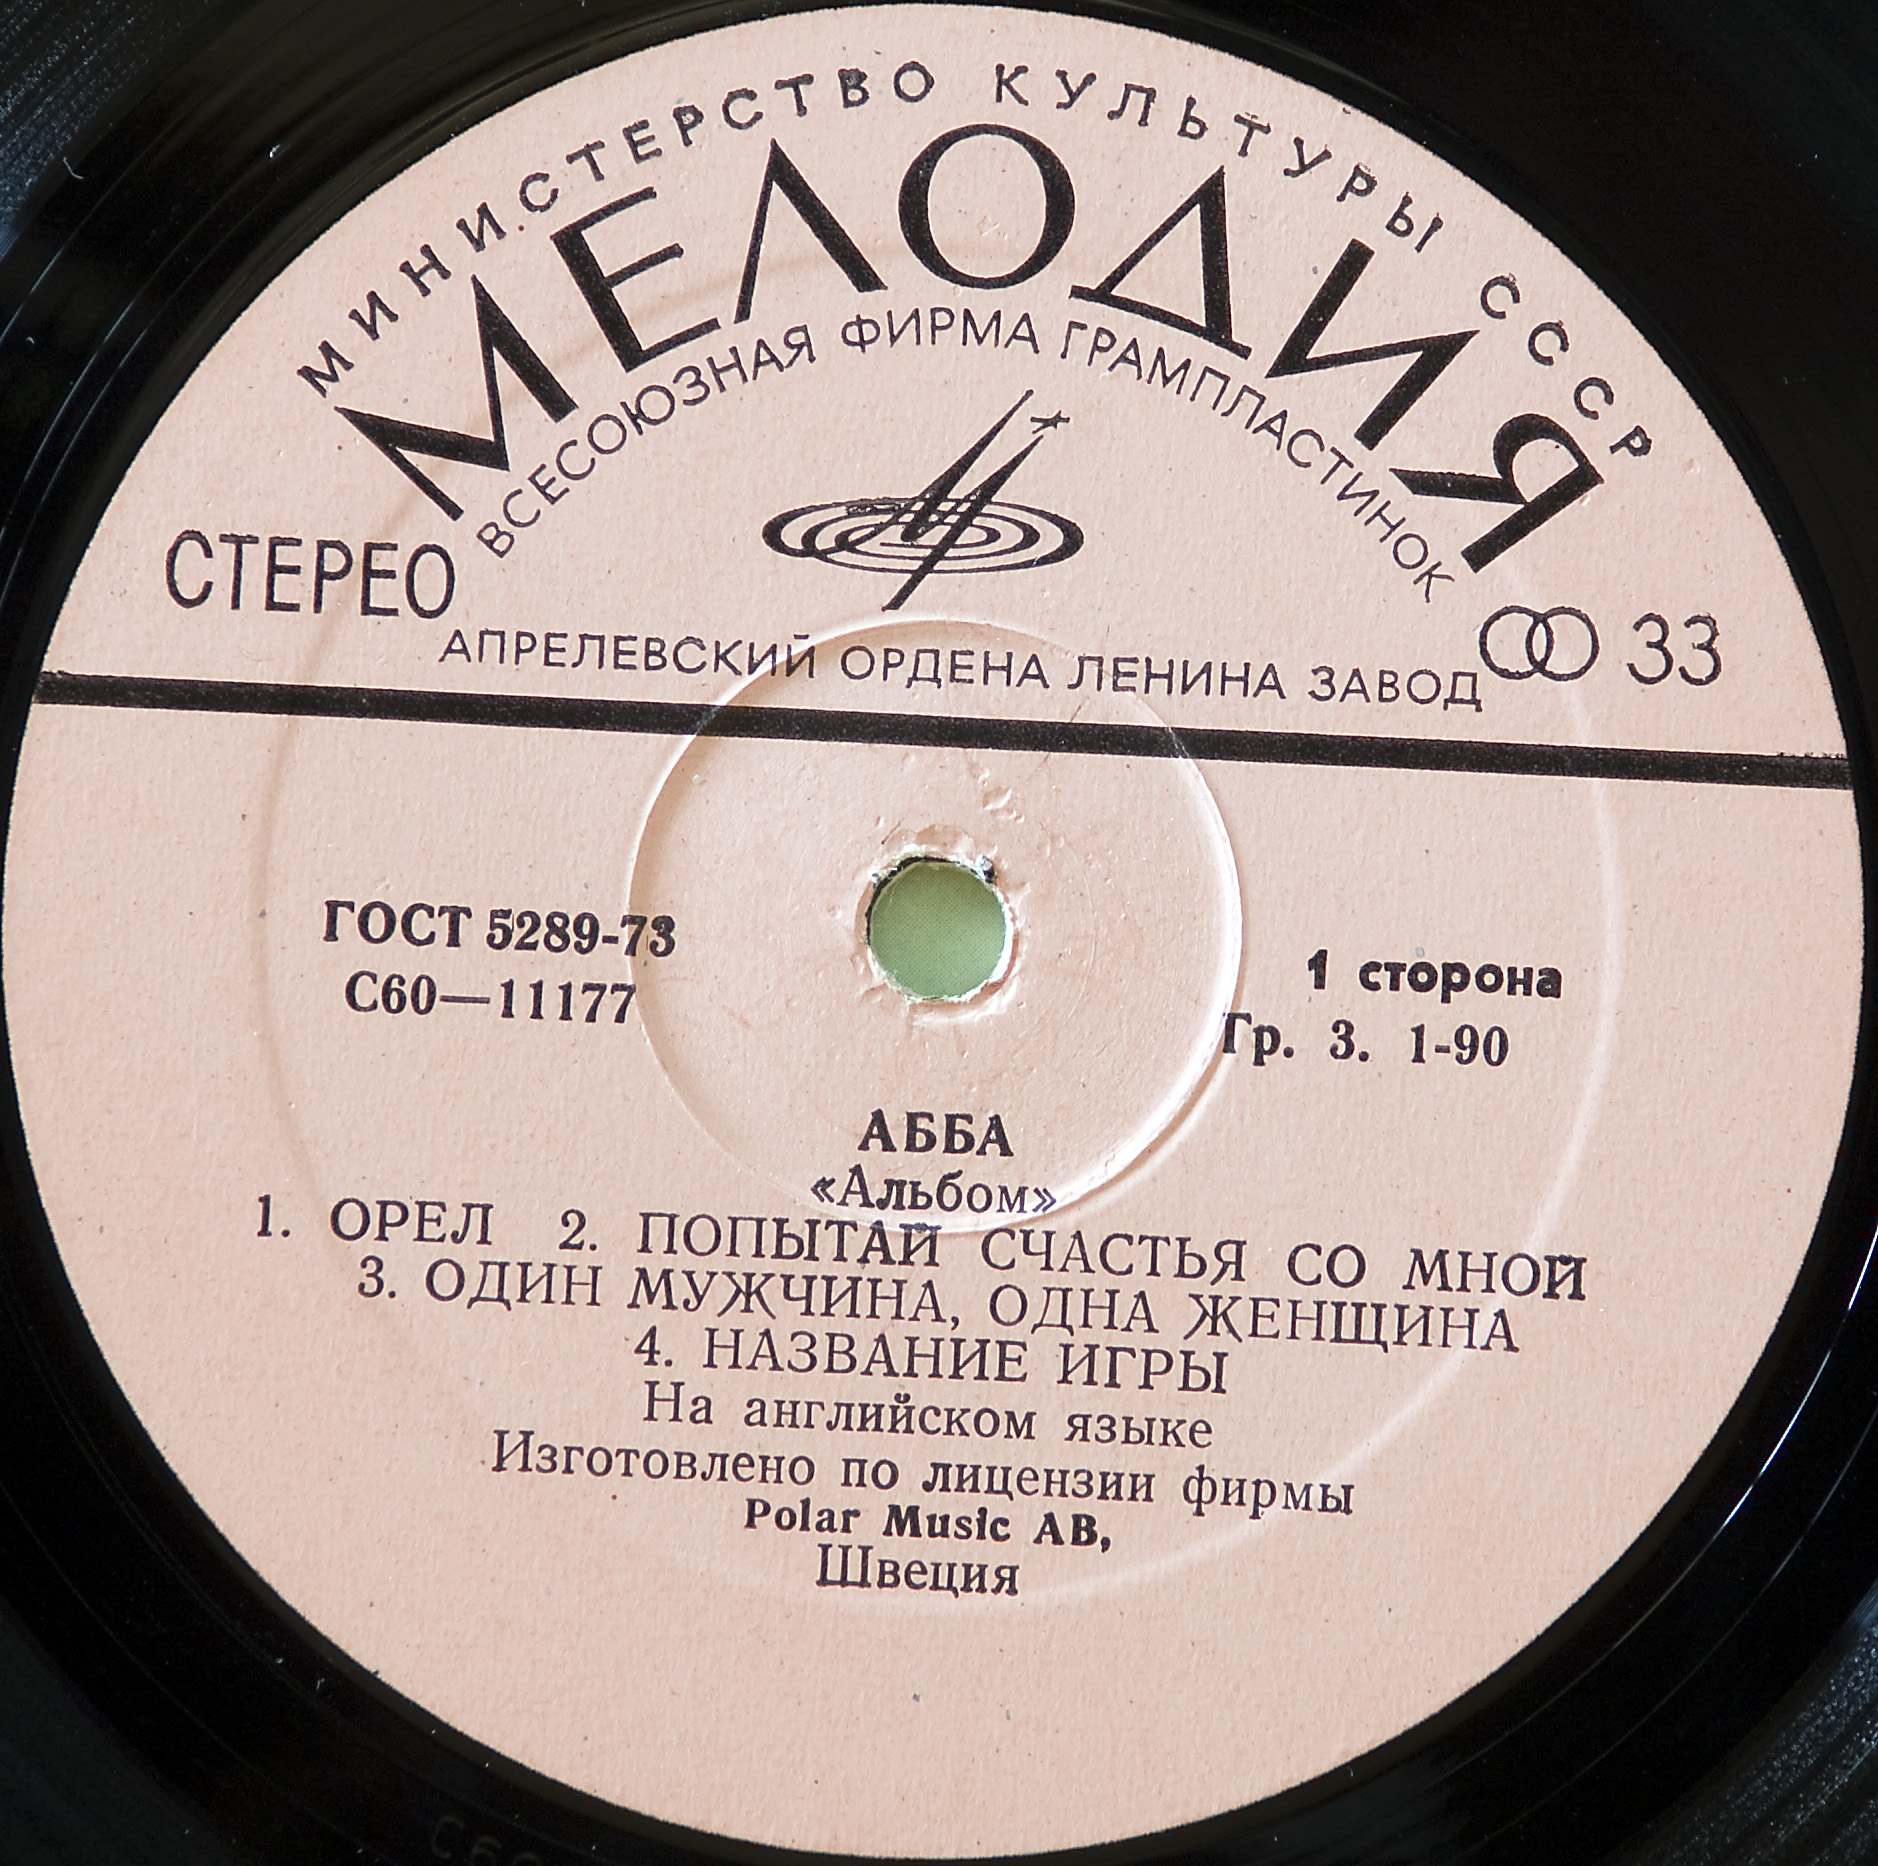 МИНИСТЕРСТВО КУЛЬТУРЫ СССР
МЕЛОДИЯ
ВСЕСОЮЗНАЯ ФИРМА ГРАМПЛАСТИНОК
СТЕРЕО
33
АПРЕЛЕВСКИЙ ОРДЕНА ЛЕНИНА ЗАВОД
ГОСТ 5289-73
С60—11177
1 сторона
Гр. 3. 1-90
АББА
«Альбом»
1. ОРЕЛ 2. ПОПЫТАЙ СЧАСТЬЯ СО МНОЙ
3. ОДИН МУЖЧИНА, ОДНА ЖЕНЩИНА
4. НАЗВАНИЕ ИГРЫ
На английском языке
Изготовлено по лицензии фирмы
Polar Music AB,
Швеция